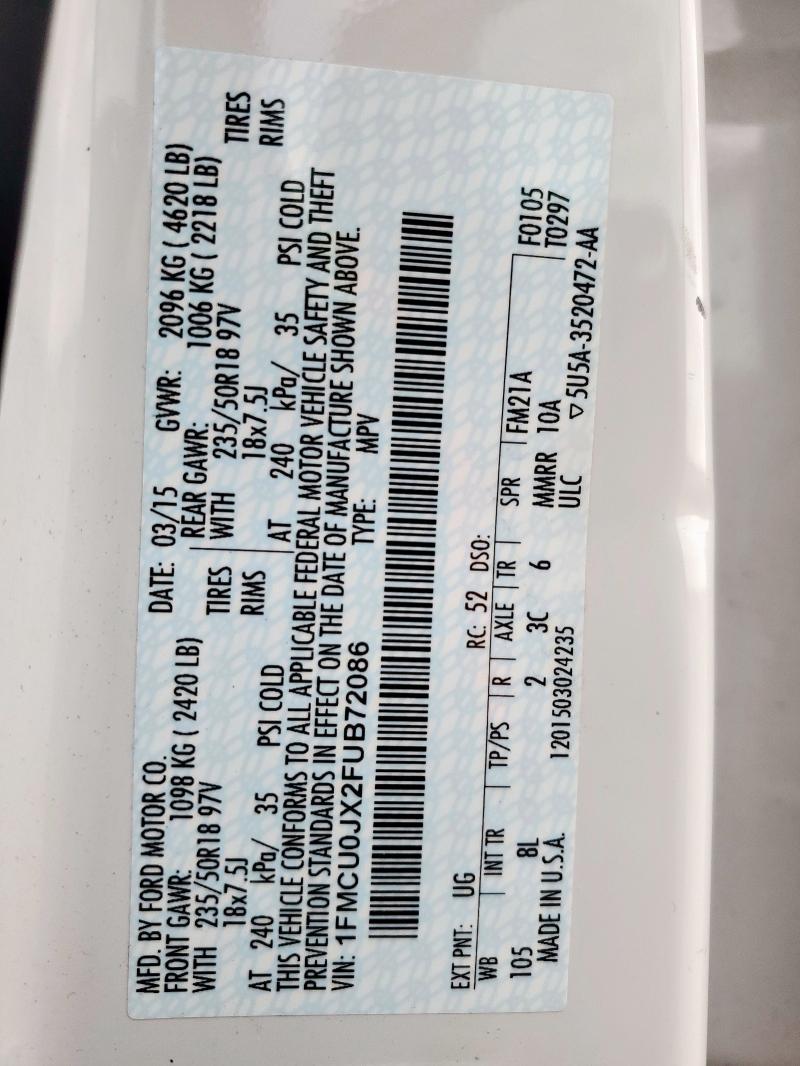 MFD. BY FORD MOTOR CO.
DATE: 03/15 GVWR: 2096 KG ( 4620 LB)
FRONT GAWR: 1098 KG ( 2420 LB) REAR GAWR: 1006 KG ( 2218 LB)
WITH 235/50R18 97V TIRES WITH 235/50R18 97V TIRES
18x7.5J RIMS 18x7.5J RIMS
AT 240 kPa/ 35 PSI COLD AT 240 kPa/ 35 PSI COLD
THIS VEHICLE CONFORMS TO ALL APPLICABLE FEDERAL MOTOR VEHICLE SAFETY AND THEFT
PREVENTION STANDARDS IN EFFECT ON THE DATE OF MANUFACTURE SHOWN ABOVE.
VIN: 1FMCU0JX2FUB72086 TYPE: MPV
EXT PNT: UG RC: 52 DSO:
WB INT TR TP/PS R AXLE TR SPR FM21A F0105
105 8L 2 3C 6 MMRR 10A T0297
ULC
MADE IN U.S.A. 1201503024235 ▽5U5A-3520472-AA